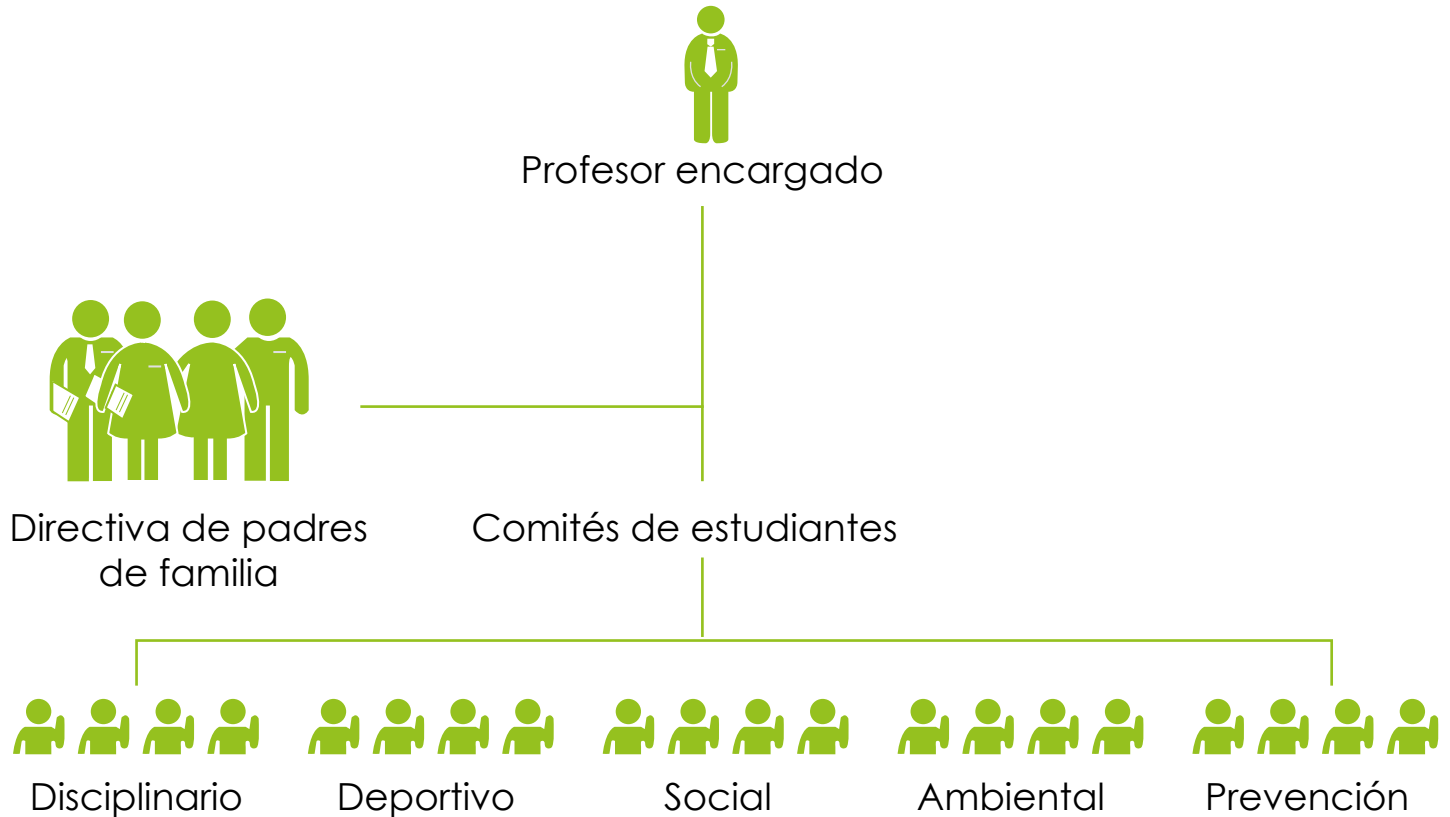 Profesor encargado
Directiva de padres
de familia
Comités de estudiantes
Disciplinario
Deportivo
Social
Ambiental
Prevención